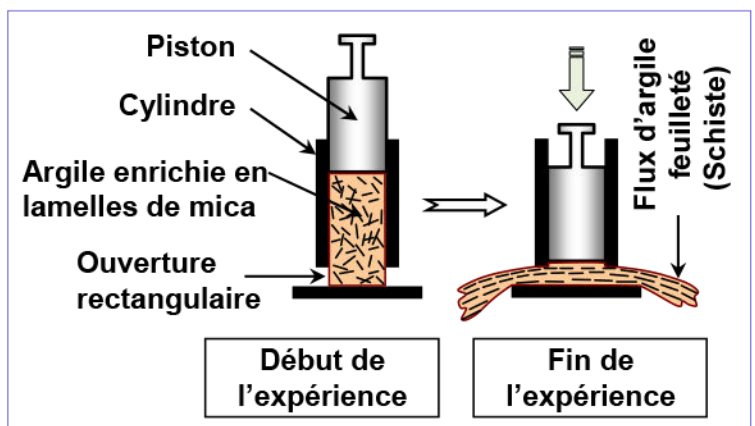 Piston
Cylindre
Argile enrichie en
lamelles de mica
Ouverture
rectangulaire
Flux d'argile
feuilleté
(Schiste)
Début de
l'expérience
Fin de
l'expérience